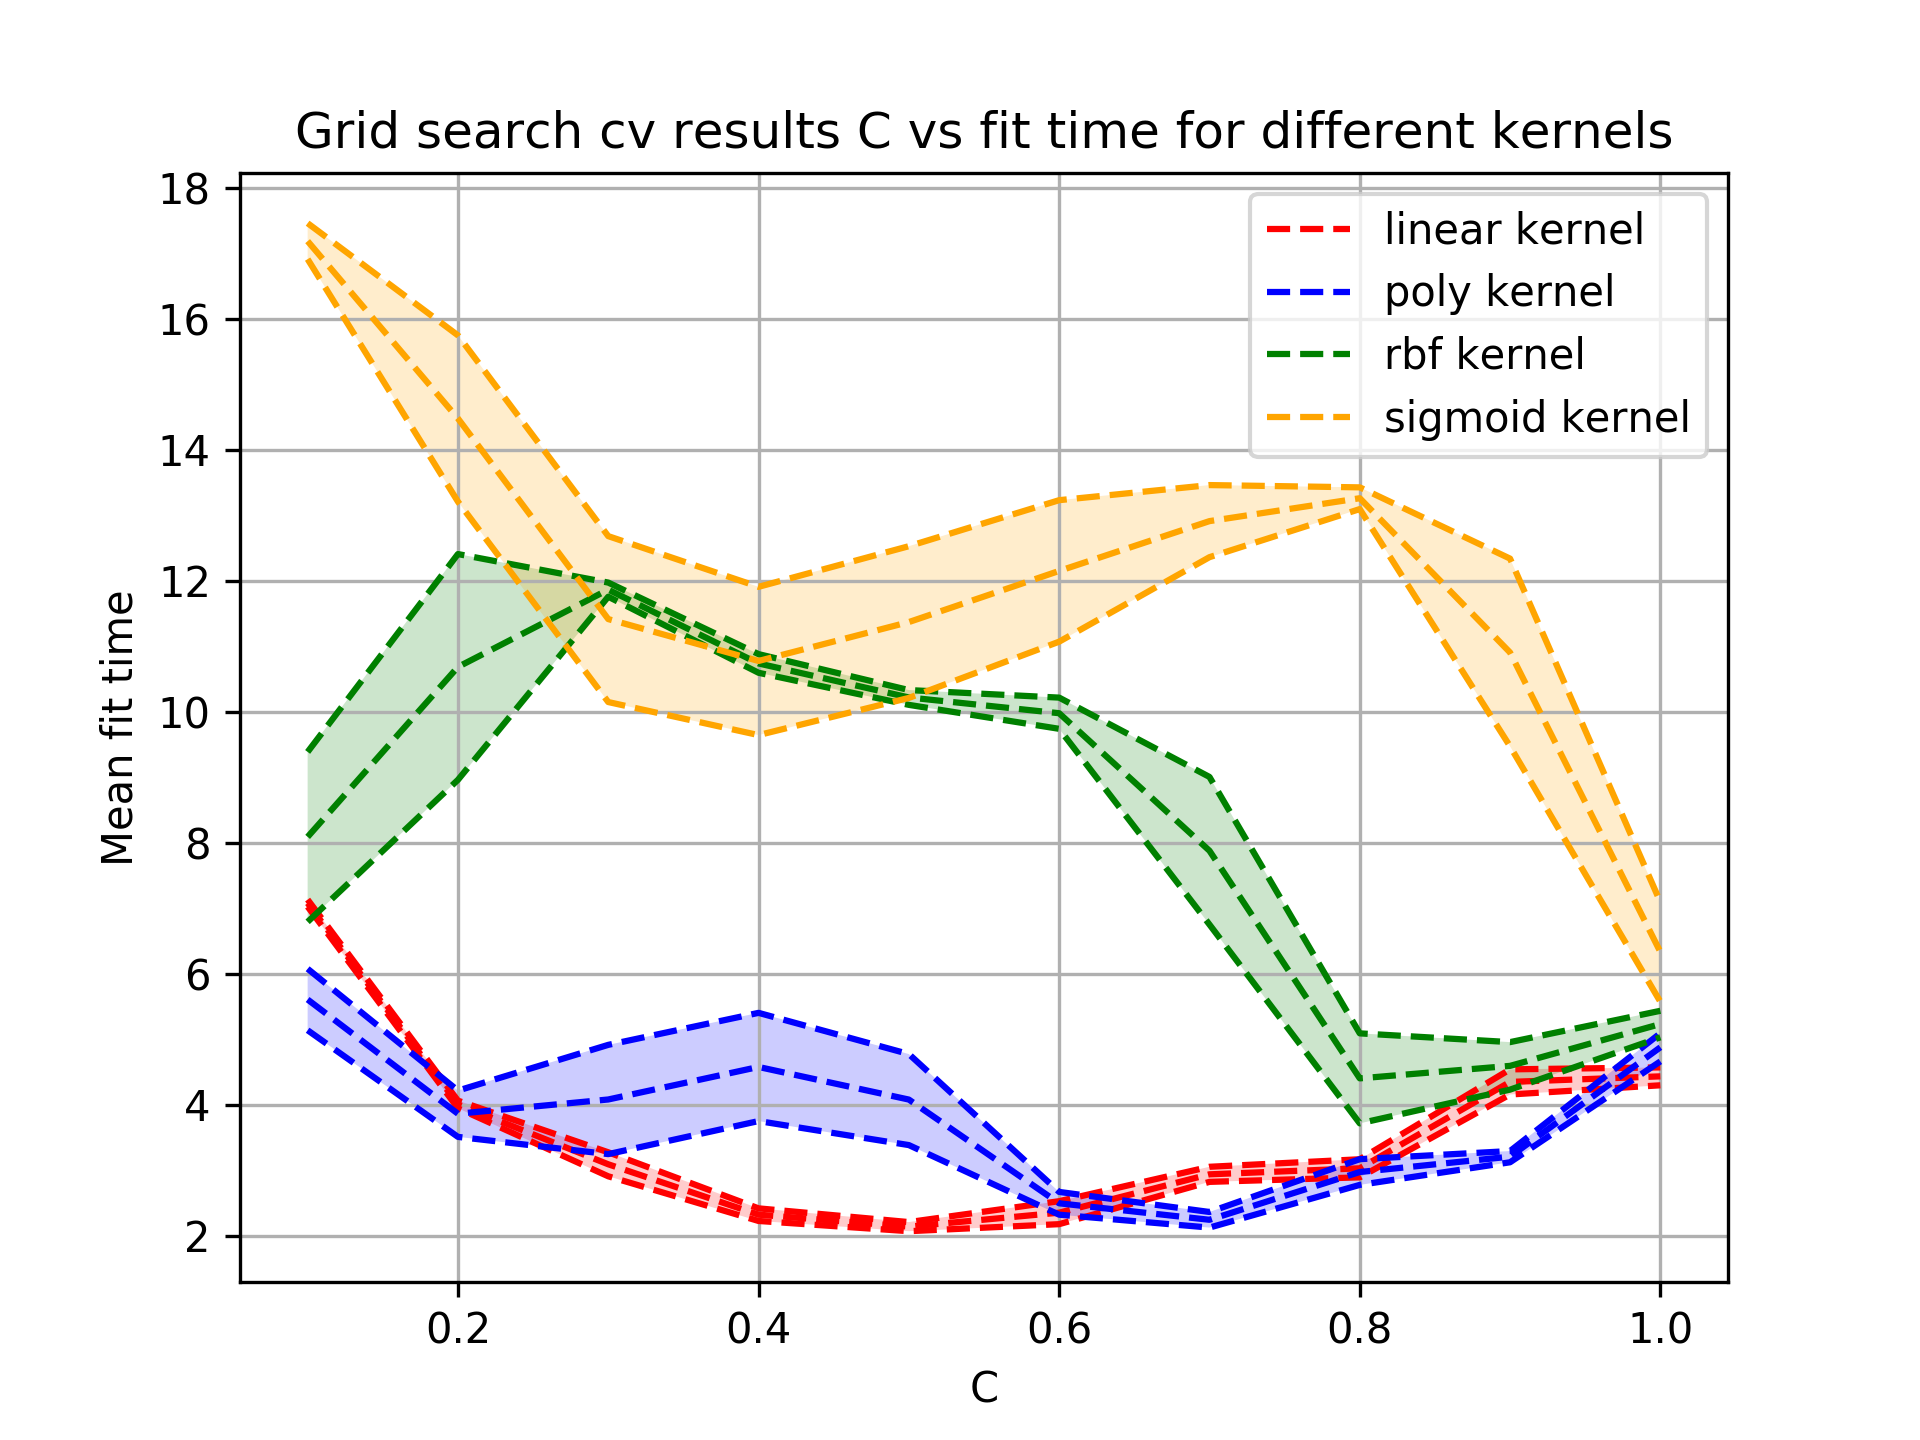 Grid search cv results C vs fit time for different kernels
18
16
14
12
10
8
6
4
2
Mean fit time
linear kernel
poly kernel
rbf kernel
sigmoid kernel
0.2 0.4 0.6 0.8 1.0
C